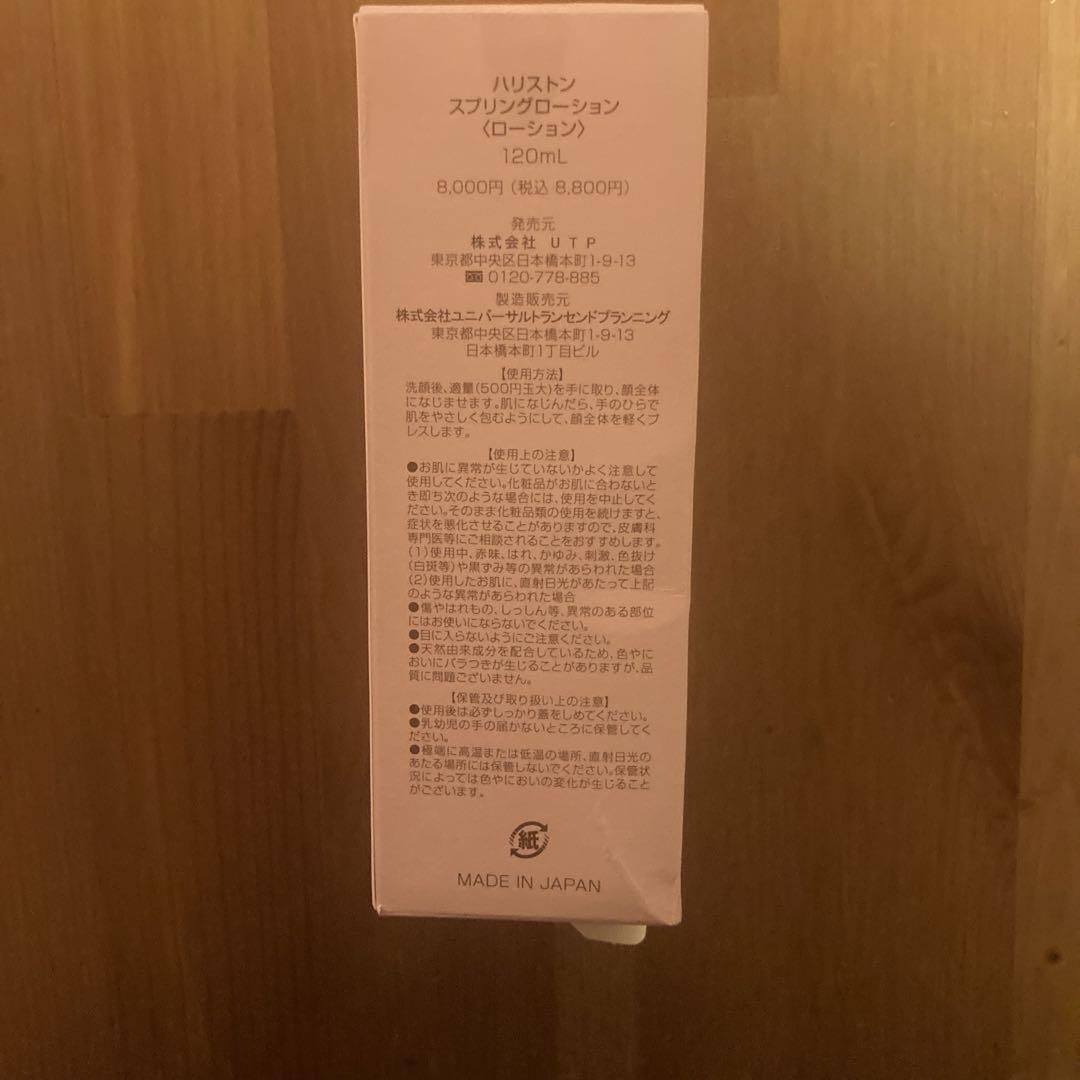 ハリストン
スプリングローション
〈ローション〉
120mL
8,000円（税込 8,800円）
発売元
株式会社 UTP
東京都中央区日本橋本町1-9-13
0120-778-885
製造販売元
株式会社ユニバーサルトランセンドプランニング
東京都中央区日本橋本町1-9-13
日本橋本町1丁目ビル
【使用方法】
洗顔後、適量(500円玉大)を手に取り、顔全体
になじませます。肌になじんだら、手のひらで
肌をやさしく包むようにして、顔全体を軽くプ
レスします。
【使用上の注意】
●お肌に異常が生じていないかよく注意して
使用してください。化粧品がお肌に合わないと
き即ち次のような場合には、使用を中止してく
ださい。そのまま化粧品類の使用を続けますと、
症状を悪化させることがありますので、皮膚科
専門医等にご相談されることをおすすめします。
(1)使用中、赤味、はれ、かゆみ、刺激、色抜け
(白斑等)や黒ずみ等の異常があらわれた場合
(2)使用したお肌に、直射日光があたって上記
のような異常があらわれた場合
●傷やはれもの、しっしん等、異常のある部位
にはお使いにならないでください。
●目に入らないようにご注意ください。
●天然由来成分を配合しているため、色やに
おいにバラつきが生じることがありますが、品
質に問題ございません。
【保管及び取り扱い上の注意】
●使用後は必ずしっかり蓋をしめてください。
●乳幼児の手の届かないところに保管してく
ださい。
●極端に高温または低温の場所、直射日光の
あたる場所には保管しないでください。保管状
況によっては色やにおいの変化が生じること
がございます。
紙
MADE IN JAPAN